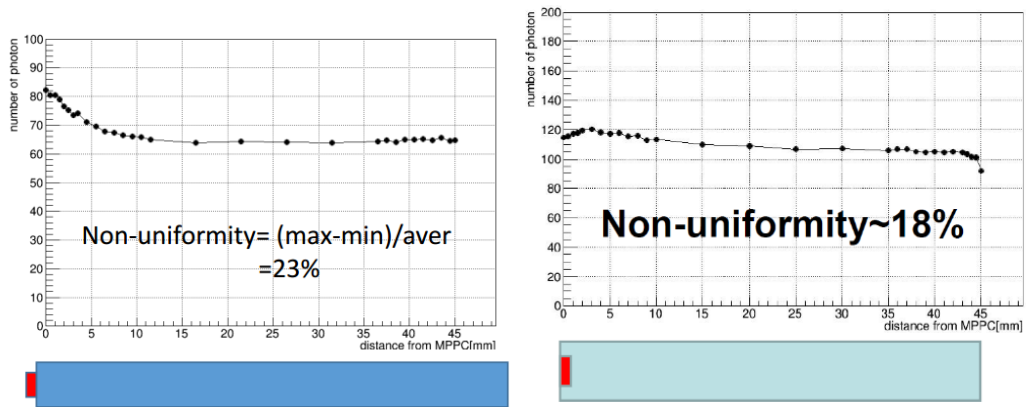 number of photon
100
90
80
70
60
50
40
30
20
10
0
Non-uniformity= (max-min)/aver
=23%
0 5 10 15 20 25 30 35 40 45
distance from MPPC[mm]
number of photon
200
180
160
140
120
100
80
60
40
20
0
Non-uniformity~18%
0 5 10 15 20 25 30 35 40 45
distance from MPPC[mm]